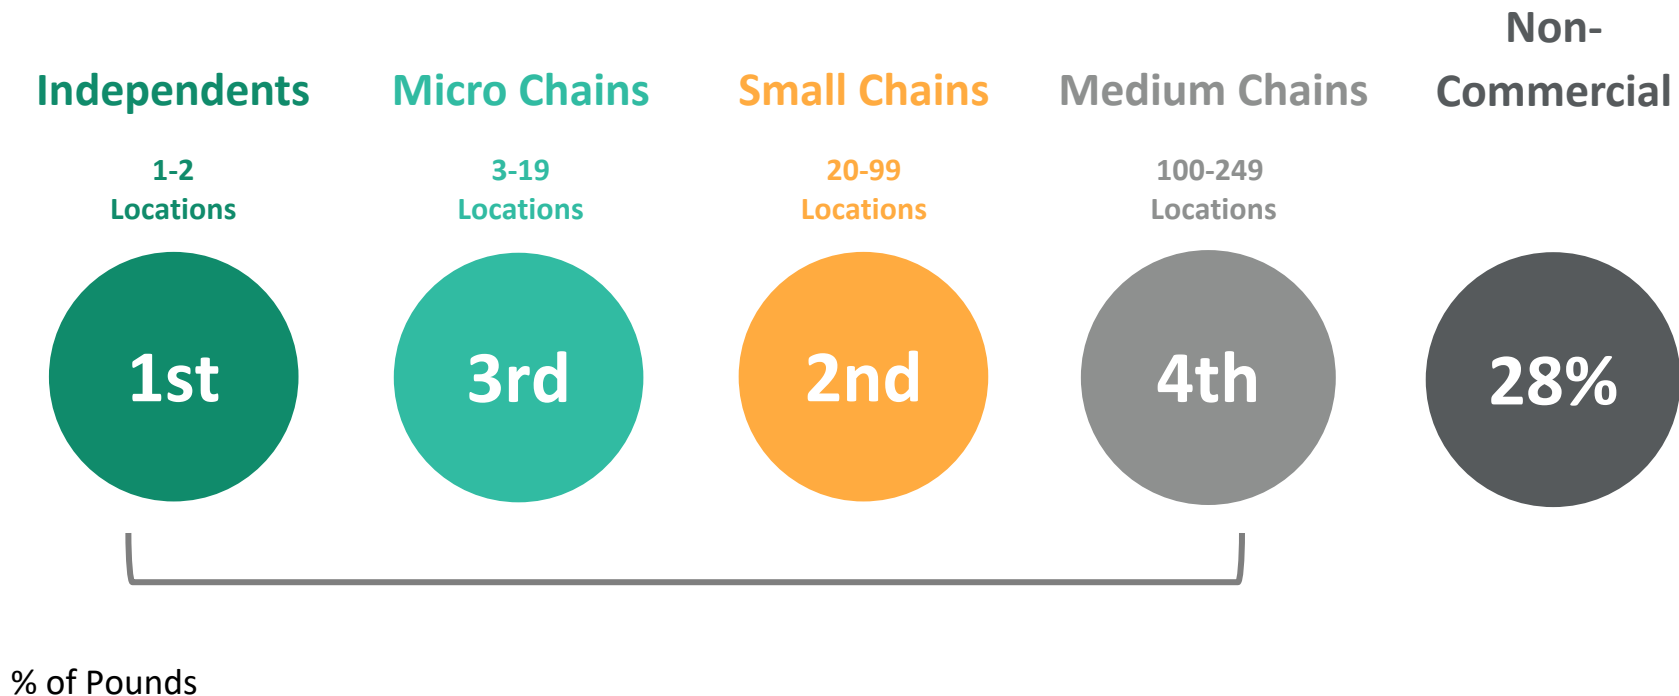 Independents
1-2
Locations
1st
Micro Chains
3-19
Locations
3rd
Small Chains
20-99
Locations
2nd
Medium Chains
100-249
Locations
4th
Non-
Commercial
28%
% of Pounds